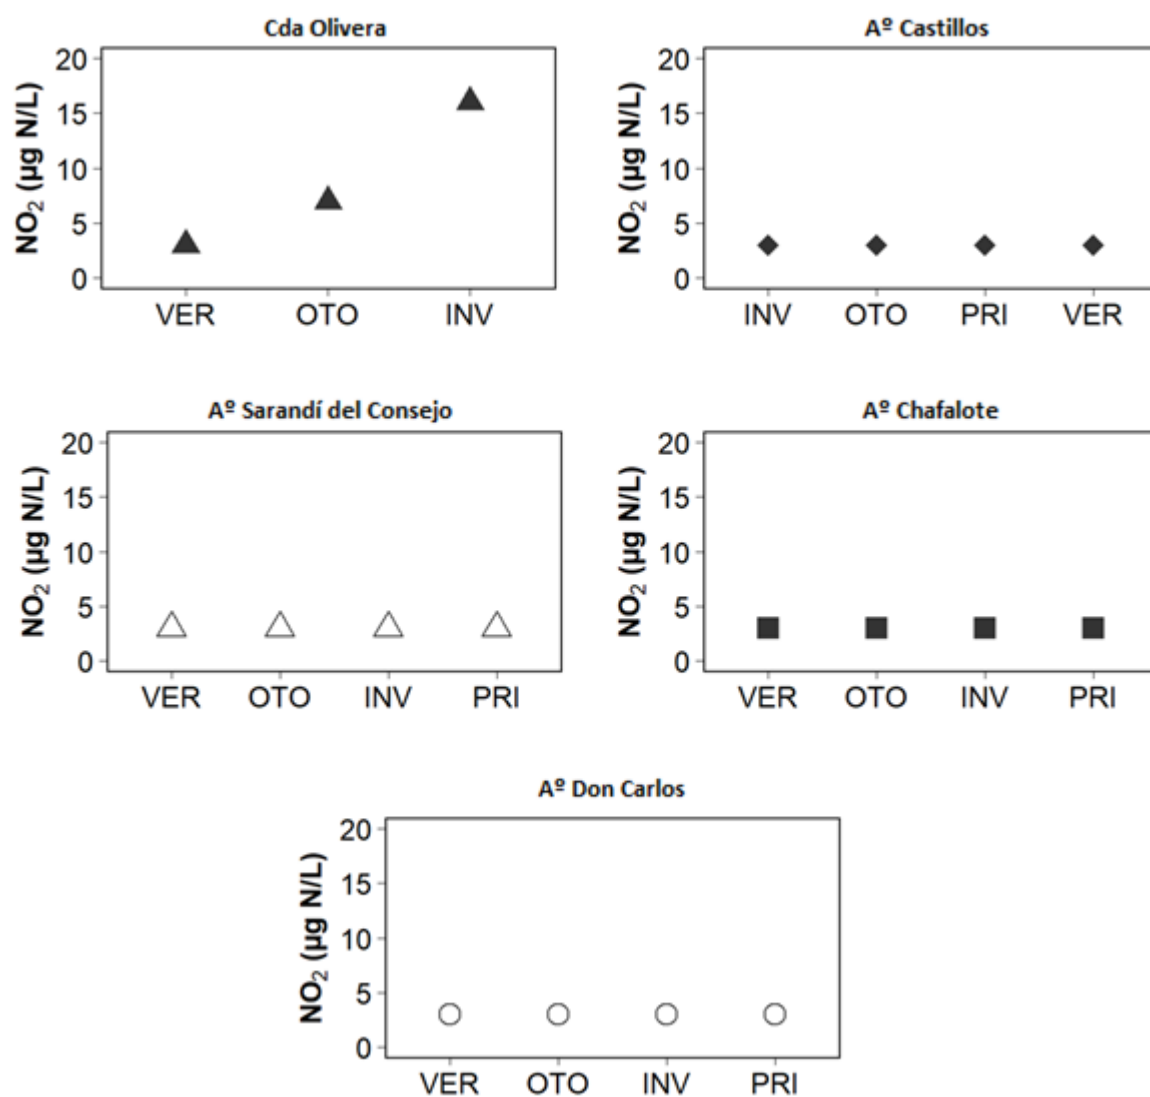 Cda Olivera
NO₂ (µg N/L)
20
15
10
5
0
VER OTO INV
Aº Castillos
NO₂ (µg N/L)
20
15
10
5
0
INV OTO PRI VER
Aº Sarandí del Consejo
NO₂ (µg N/L)
20
15
10
5
0
VER OTO INV PRI
Aº Chafalote
NO₂ (µg N/L)
20
15
10
5
0
VER OTO INV PRI
Aº Don Carlos
NO₂ (µg N/L)
20
15
10
5
0
VER OTO INV PRI